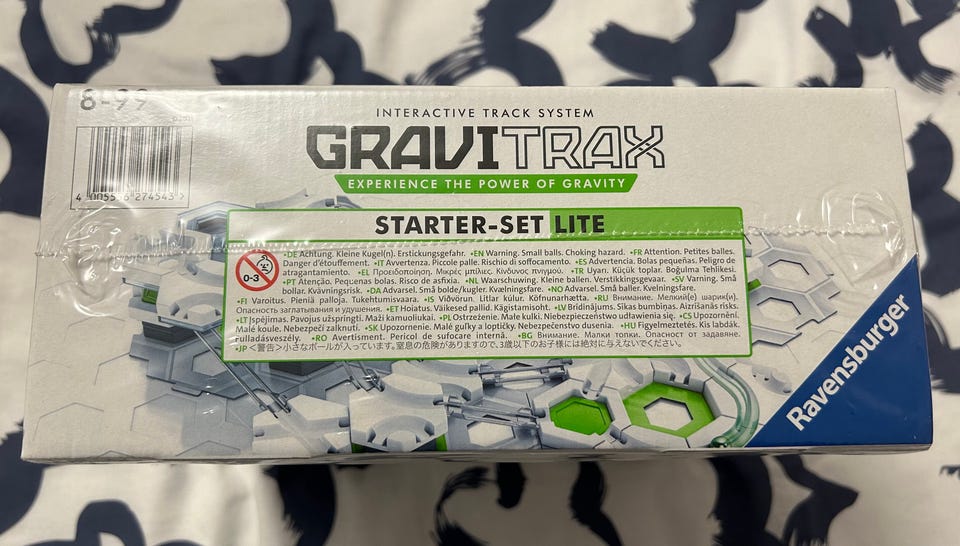 8-99
INTERACTIVE TRACK SYSTEM
GRAVITRAX
EXPERIENCE THE POWER OF GRAVITY
STARTER-SET LITE
•DE Achtung. Kleine Kugel(n). Erstickungsgefahr. •EN Warning. Small balls. Choking hazard. •FR Attention. Petites balles.
Danger d'étouffement. •IT Avvertenza. Piccole palle. Rischio di soffocamento. •ES Advertencia. Bolas pequeñas. Peligro de
atragantamiento. •EL Προειδοποίηση. Μικρές μπίλιες. Κίνδυνος πνιγμού. •TR Uyarı. Küçük toplar. Boğulma Tehlikesi.
•PT Atenção. Pequenas bolas. Risco de asfixia. •NL Waarschuwing. Kleine ballen. Verstikkingsgevaar. •SV Varning. Små
bollar. Kvävningsrisk. •DA Advarsel. Små bolde/kugler. Kvælningsfare. •NO Advarsel. Små baller. Kvelningsfare.
•FI Varoitus. Pieniä palloja. Tukehtumisvaara. •IS Viðvörun. Litlar kúlur. Köfnunarhætta. •RU Внимание. Мелкий(е) шарик(и).
Опасность заглатывания и удушения. •ET Hoiatus. Väikesed pallid. Kägistamisoht. •LV Brīdinājums. Sīkas bumbiņas. Aizrīšanās risks.
•LT Įspėjimas. Pavojus užspringti. Maži kamuoliukai. •PL Ostrzeżenie. Małe kulki. Niebezpieczeństwo udławienia się. •CS Upozornění.
Malé koule. Nebezpečí zalknutí. •SK Upozornenie. Malé guľky a loptičky. Nebezpečenstvo dusenia. •HU Figyelmeztetés. Kis labdák.
Fulladásveszély. •RO Avertisment. Pericol de sufocare internă. •BG Внимание. Малки топки. Опасност от задавяне.
•JP <警告>小さなボールが入っています。窒息の危険がありますので、3歳以下のお子様には絶対に与えないでください。
0-3
4 005556 274543 >
Ravensburger